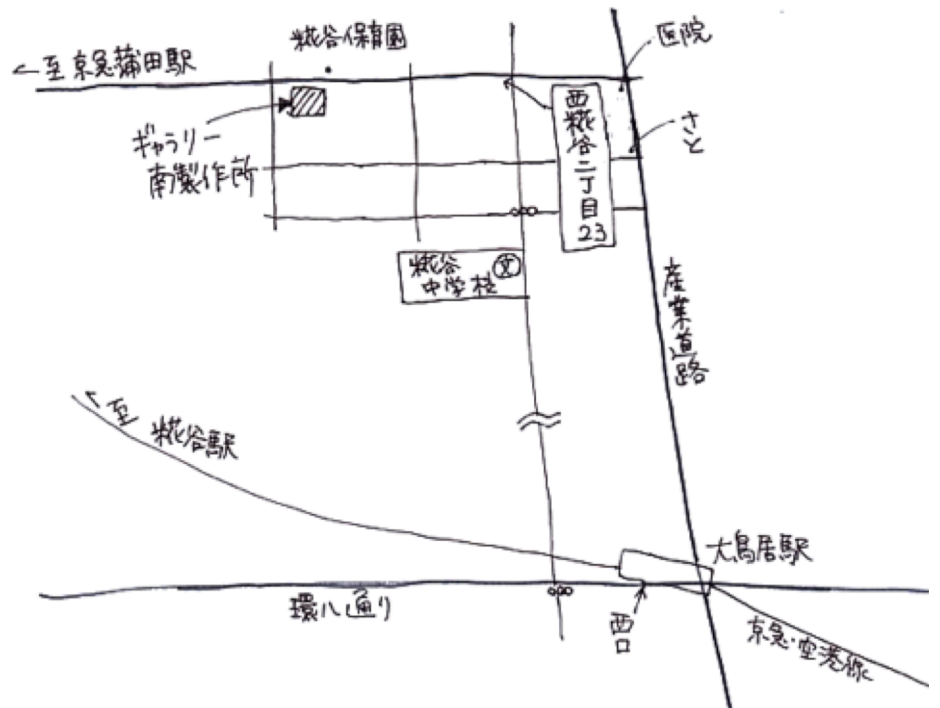 糀谷保育園
←至 京急蒲田駅
医院
ギャラリー
南製作所
さと
西糀谷二丁目23
糀谷
中学校
文
産業道路
至 糀谷駅
大鳥居駅
環八通り
西口
京急・空港線